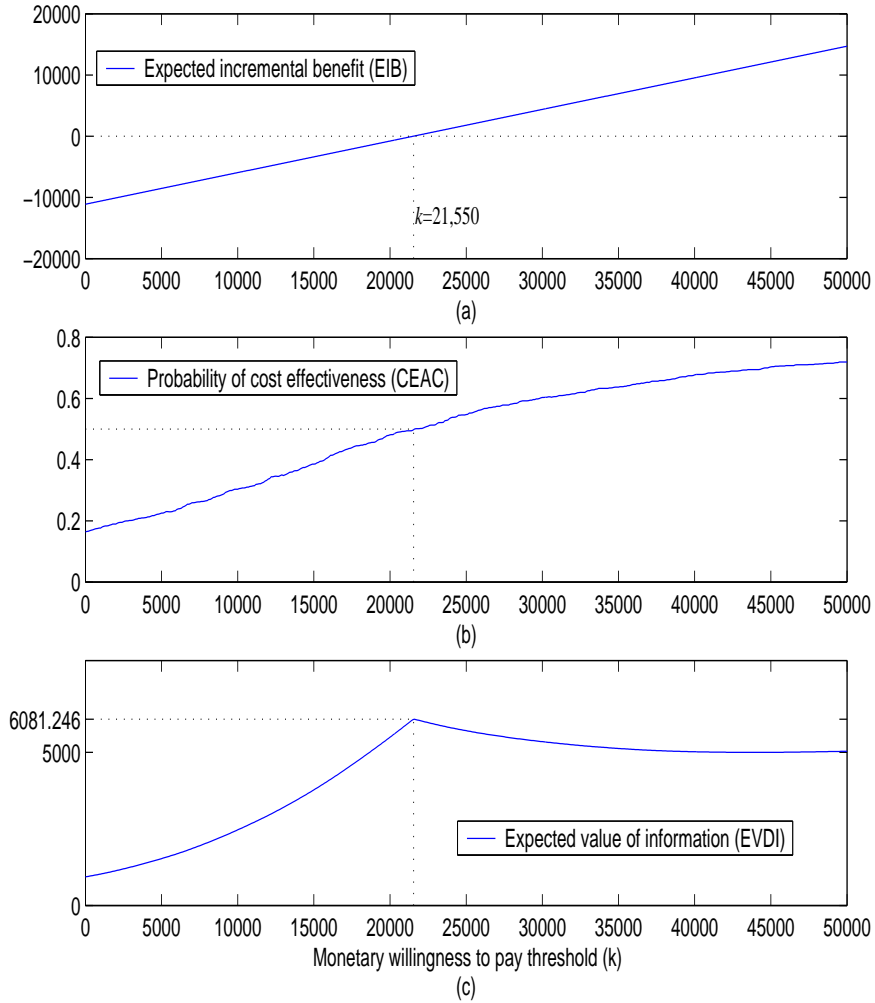 20000
10000
0
−10000
−20000
Expected incremental benefit (EIB)
k=21,550
0 5000 10000 15000 20000 25000 30000 35000 40000 45000 50000
(a)
0.8
0.6
0.4
0.2
0
Probability of cost effectiveness (CEAC)
0 5000 10000 15000 20000 25000 30000 35000 40000 45000 50000
(b)
6081.246
5000
0
Expected value of information (EVDI)
0 5000 10000 15000 20000 25000 30000 35000 40000 45000 50000
Monetary willingness to pay threshold (k)
(c)